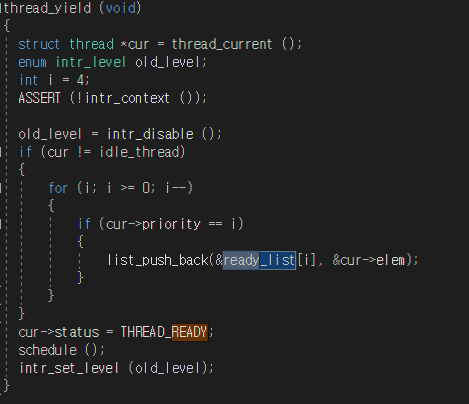 thread_yield (void)
{
struct thread *cur = thread_current ();
enum intr_level old_level;
int i = 4;
ASSERT (!intr_context ());
old_level = intr_disable ();
if (cur != idle_thread)
{
for (i; i >= 0; i--)
{
if (cur->priority == i)
{
list_push_back(&ready_list[i], &cur->elem);
}
}
}
cur->status = THREAD_READY;
schedule ();
intr_set_level (old_level);
}